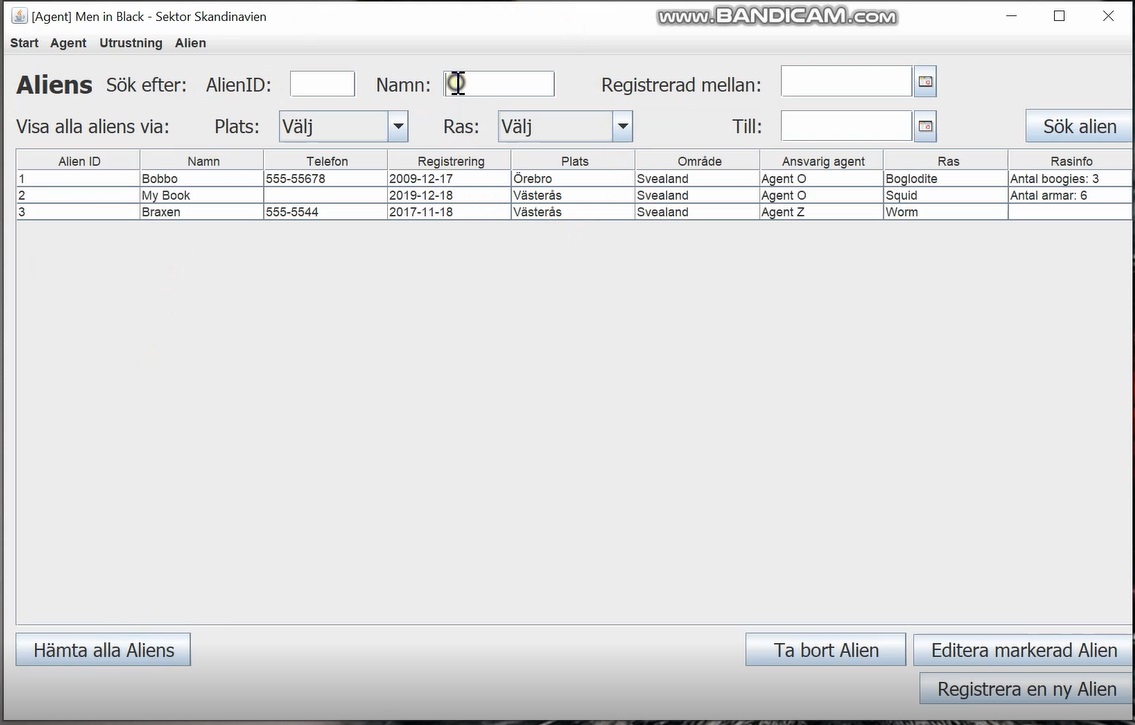 [Agent] Men in Black - Sektor Skandinavien
www.BANDICAM.com
Start Agent Utrustning Alien
Aliens Sök efter: AlienID: Namn: Registrerad mellan:
Visa alla aliens via: Plats: Välj Ras: Välj Till: Sök alien
Alien ID Namn Telefon Registrering Plats Område Ansvarig agent Ras Rasinfo
1 Bobbo 555-55678 2009-12-17 Örebro Svealand Agent O Boglodite Antal boogies: 3
2 My Book 2019-12-18 Västerås Svealand Agent O Squid Antal armar: 6
3 Braxen 555-5544 2017-11-18 Västerås Svealand Agent Z Worm
Hämta alla Aliens Ta bort Alien Editera markerad Alien
Registrera en ny Alien